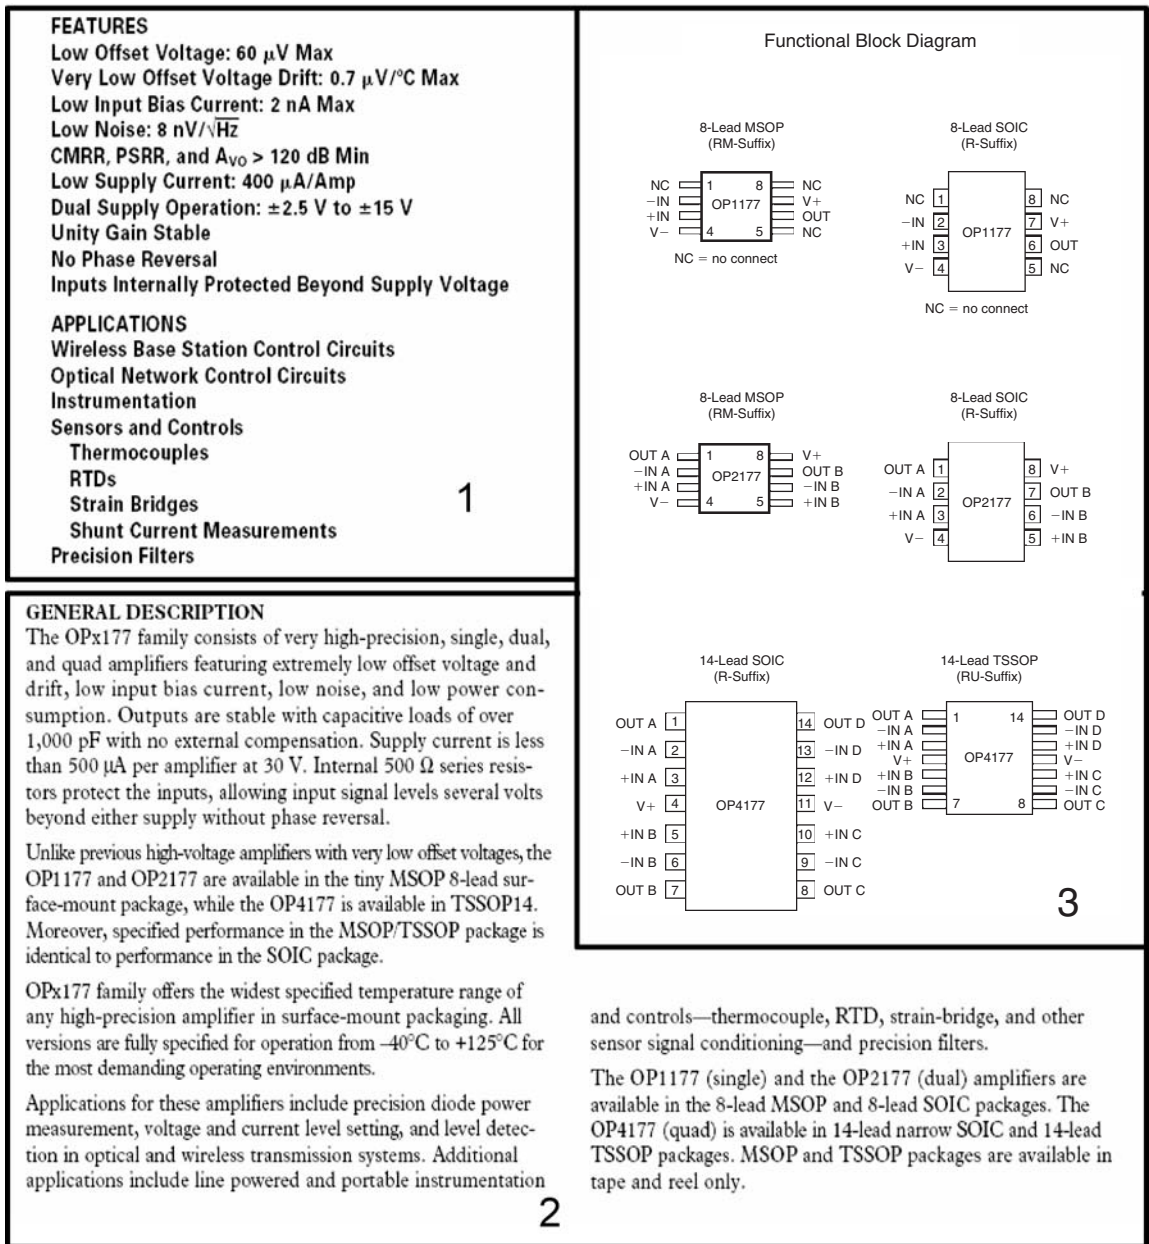 FEATURES
Low Offset Voltage: 60 μV Max
Very Low Offset Voltage Drift: 0.7 μV/°C Max
Low Input Bias Current: 2 nA Max
Low Noise: 8 nV/√Hz
CMRR, PSRR, and AVO > 120 dB Min
Low Supply Current: 400 μA/Amp
Dual Supply Operation: ±2.5 V to ±15 V
Unity Gain Stable
No Phase Reversal
Inputs Internally Protected Beyond Supply Voltage
APPLICATIONS
Wireless Base Station Control Circuits
Optical Network Control Circuits
Instrumentation
Sensors and Controls
Thermocouples
RTDs
Strain Bridges
Shunt Current Measurements
Precision Filters
1
GENERAL DESCRIPTION
The OPx177 family consists of very high-precision, single, dual,
and quad amplifiers featuring extremely low offset voltage and
drift, low input bias current, low noise, and low power con-
sumption. Outputs are stable with capacitive loads of over
1,000 pF with no external compensation. Supply current is less
than 500 μA per amplifier at 30 V. Internal 500 Ω series resis-
tors protect the inputs, allowing input signal levels several volts
beyond either supply without phase reversal.
Unlike previous high-voltage amplifiers with very low offset voltages, the
OP1177 and OP2177 are available in the tiny MSOP 8-lead sur-
face-mount package, while the OP4177 is available in TSSOP14.
Moreover, specified performance in the MSOP/TSSOP package is
identical to performance in the SOIC package.
OPx177 family offers the widest specified temperature range of
any high-precision amplifier in surface-mount packaging. All
versions are fully specified for operation from –40°C to +125°C for
the most demanding operating environments.
Applications for these amplifiers include precision diode power
measurement, voltage and current level setting, and level detec-
tion in optical and wireless transmission systems. Additional
applications include line powered and portable instrumentation
and controls—thermocouple, RTD, strain-bridge, and other
sensor signal conditioning—and precision filters.
The OP1177 (single) and the OP2177 (dual) amplifiers are
available in the 8-lead MSOP and 8-lead SOIC packages. The
OP4177 (quad) is available in 14-lead narrow SOIC and 14-lead
TSSOP packages. MSOP and TSSOP packages are available in
tape and reel only.
2
Functional Block Diagram
8-Lead MSOP
(RM-Suffix)
NC 1 8 NC
−IN V+
OP1177
+IN OUT
V− 4 5 NC
NC = no connect
8-Lead SOIC
(R-Suffix)
NC 1 8 NC
−IN 2 7 V+
OP1177
+IN 3 6 OUT
V− 4 5 NC
NC = no connect
8-Lead MSOP
(RM-Suffix)
OUT A 1 8 V+
−IN A OUT B
OP2177
+IN A −IN B
V− 4 5 +IN B
8-Lead SOIC
(R-Suffix)
OUT A 1 8 V+
−IN A 2 7 OUT B
OP2177
+IN A 3 6 −IN B
V− 4 5 +IN B
14-Lead SOIC
(R-Suffix)
OUT A 1 14 OUT D
−IN A 2 13 −IN D
+IN A 3 12 +IN D
V+ 4 OP4177 11 V−
+IN B 5 10 +IN C
−IN B 6 9 −IN C
OUT B 7 8 OUT C
14-Lead TSSOP
(RU-Suffix)
OUT A 1 14 OUT D
−IN A −IN D
+IN A +IN D
V+ OP4177 V−
+IN B +IN C
−IN B −IN C
OUT B 7 8 OUT C
3